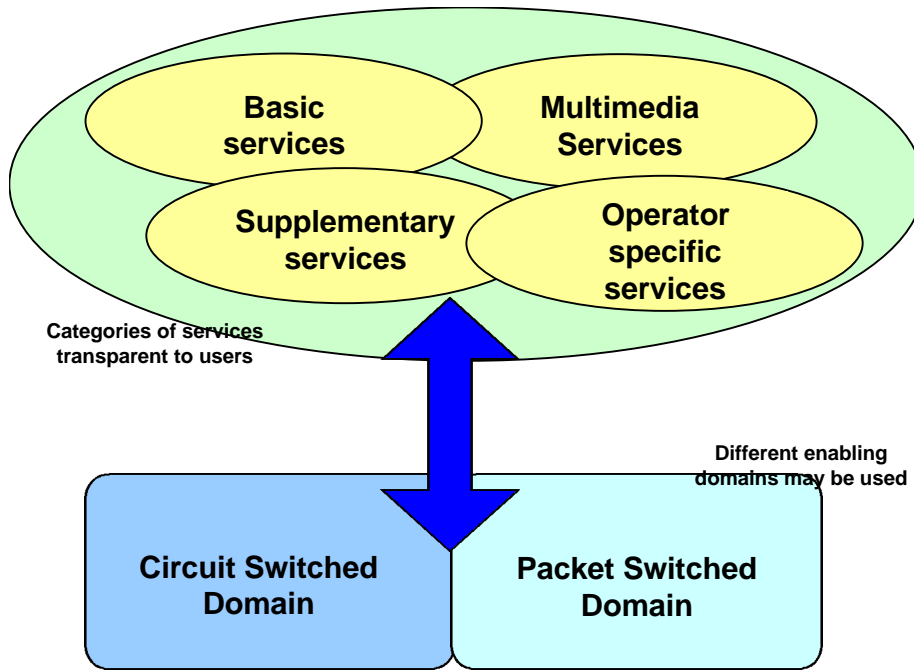 Basic
services
Multimedia
Services
Supplementary
services
Operator
specific
services
Categories of services
transparent to users
Different enabling
domains may be used
Circuit Switched
Domain
Packet Switched
Domain